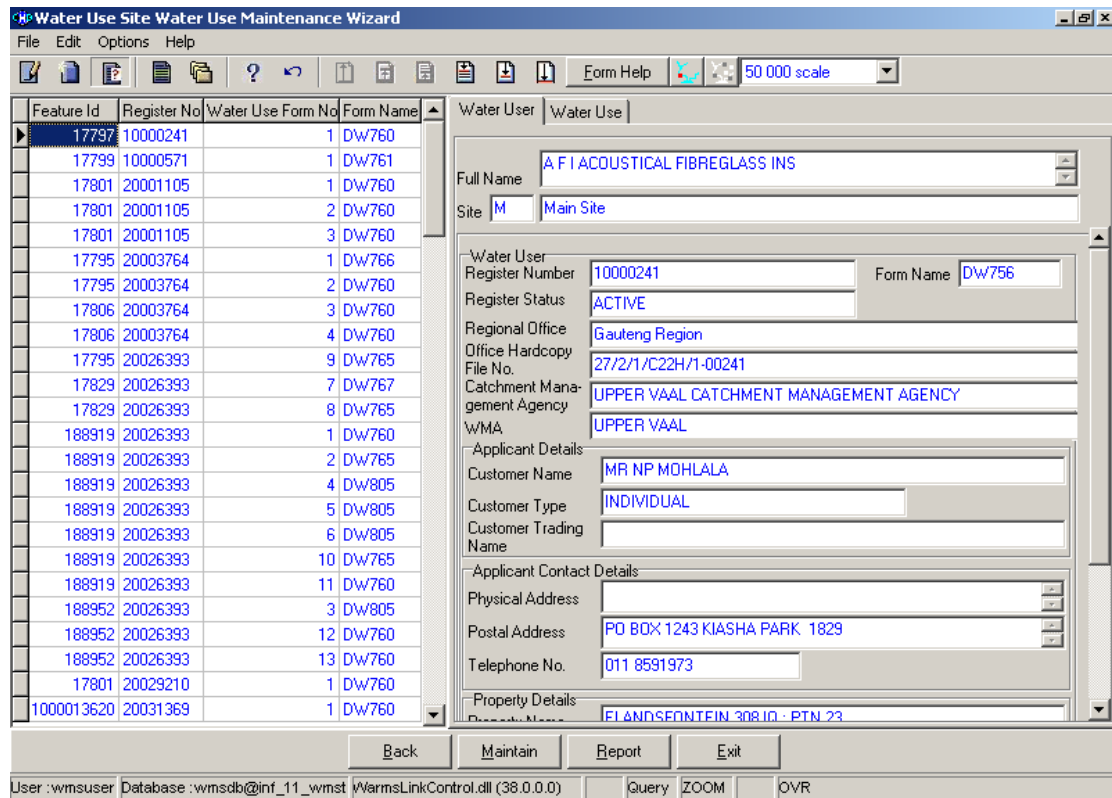 Water Use Site Water Use Maintenance Wizard
File Edit Options Help
Form Help 50 000 scale
Feature Id Register No Water Use Form No Form Name
17797 10000241 1 DW760
17799 10000571 1 DW761
17801 20001105 1 DW760
17801 20001105 2 DW760
17801 20001105 3 DW760
17795 20003764 1 DW766
17795 20003764 2 DW760
17806 20003764 3 DW760
17806 20003764 4 DW760
17795 20026393 9 DW765
17829 20026393 7 DW767
17829 20026393 8 DW765
188919 20026393 1 DW760
188919 20026393 2 DW765
188919 20026393 4 DW805
188919 20026393 5 DW805
188919 20026393 6 DW805
188919 20026393 10 DW765
188919 20026393 11 DW760
188952 20026393 3 DW805
188952 20026393 12 DW760
188952 20026393 13 DW760
17801 20029210 1 DW760
1000013620 20031369 1 DW760
Water User Water Use
Full Name A F I ACOUSTICAL FIBREGLASS INS
Site M Main Site
Water User
Register Number 10000241 Form Name DW756
Register Status ACTIVE
Regional Office Gauteng Region
Office Hardcopy
File No. 27/2/1/C22H/1-00241
Catchment Mana-
gement Agency UPPER VAAL CATCHMENT MANAGEMENT AGENCY
WMA UPPER VAAL
Applicant Details
Customer Name MR NP MOHLALA
Customer Type INDIVIDUAL
Customer Trading
Name
Applicant Contact Details
Physical Address
Postal Address PO BOX 1243 KIASHA PARK 1829
Telephone No. 011 8591973
Property Details
Property Name ELANDSFONTEIN 308 IQ : PTN 23
Back Maintain Report Exit
User :wmsuser Database :wmsdb@inf_11_wmst WarmsLinkControl.dll (38.0.0.0) Query ZOOM OVR